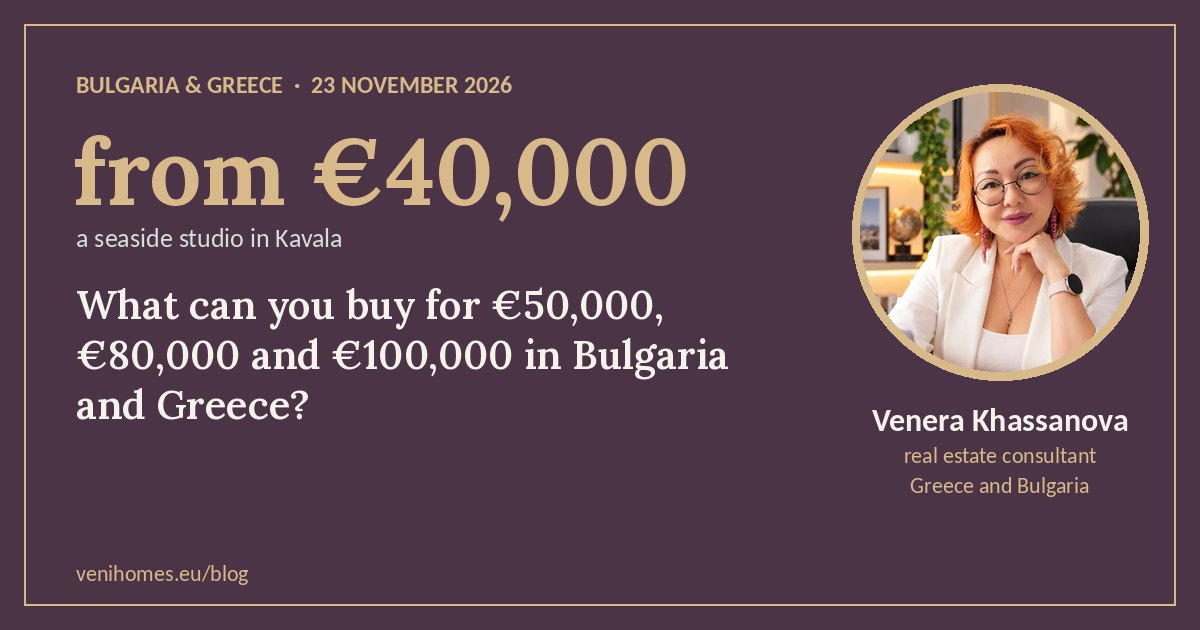 BULGARIA & GREECE · 23 NOVEMBER 2026
from €40,000
a seaside studio in Kavala
What can you buy for €50,000,
€80,000 and €100,000 in Bulgaria
and Greece?
Venera Khassanova
real estate consultant
Greece and Bulgaria
venihomes.eu/blog